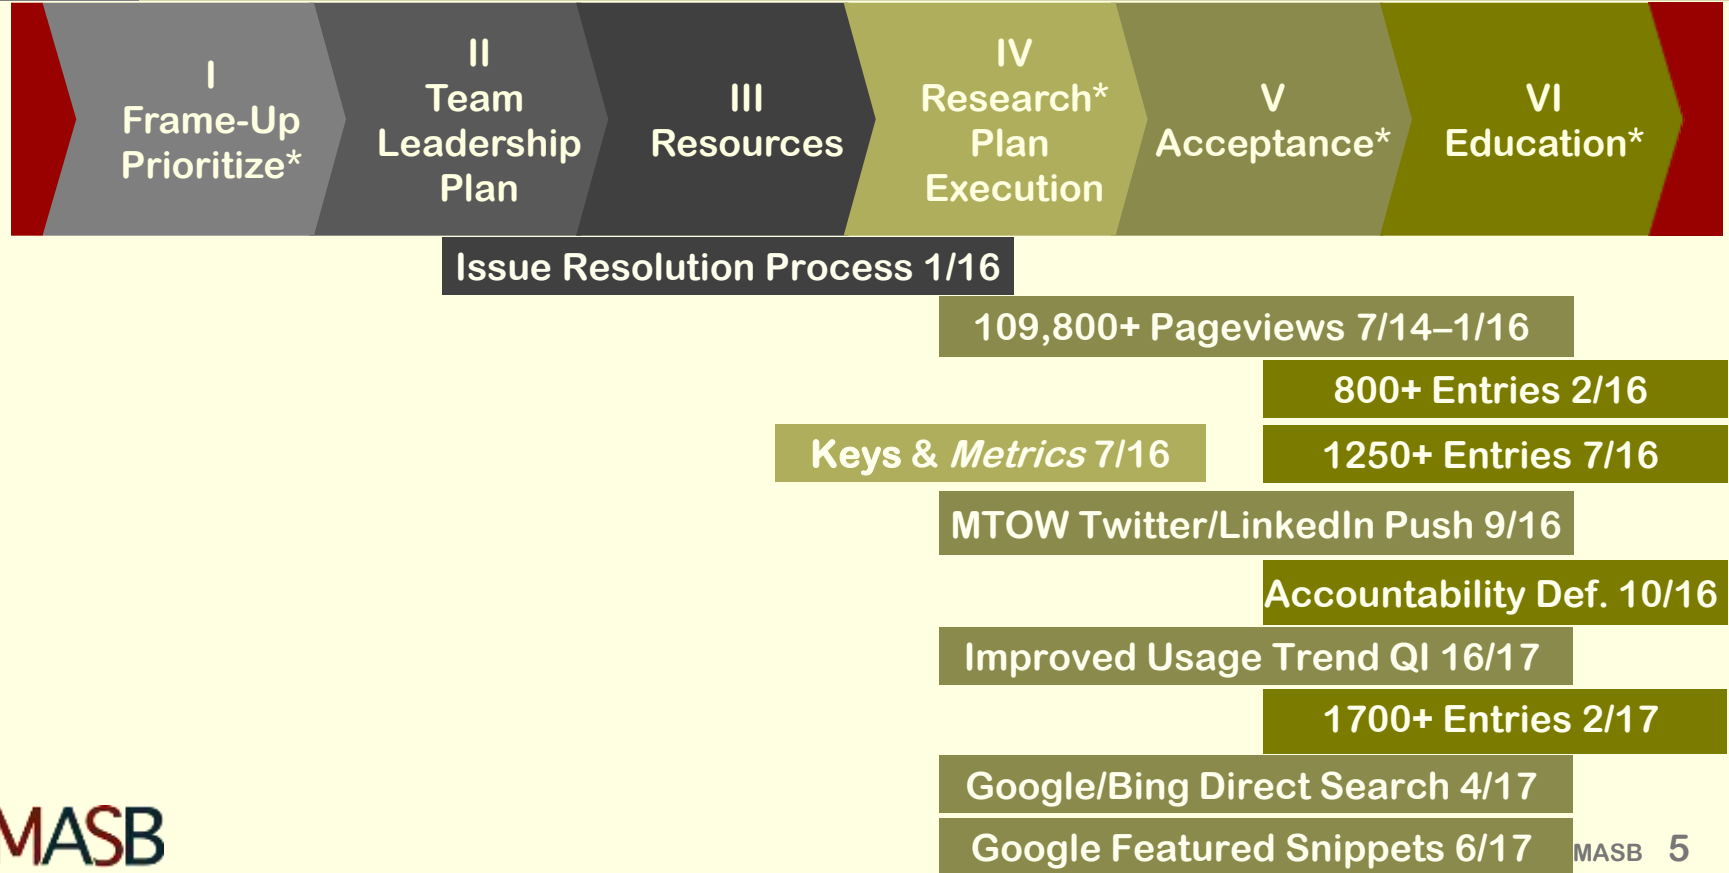 I
Frame-Up
Prioritize*
II
Team
Leadership
Plan
III
Resources
IV
Research*
Plan
Execution
V
Acceptance*
VI
Education*
Issue Resolution Process 1/16
109,800+ Pageviews 7/14–1/16
800+ Entries 2/16
Keys & Metrics 7/16
1250+ Entries 7/16
MTOW Twitter/LinkedIn Push 9/16
Accountability Def. 10/16
Improved Usage Trend QI 16/17
1700+ Entries 2/17
Google/Bing Direct Search 4/17
Google Featured Snippets 6/17
MASB
MASB 5